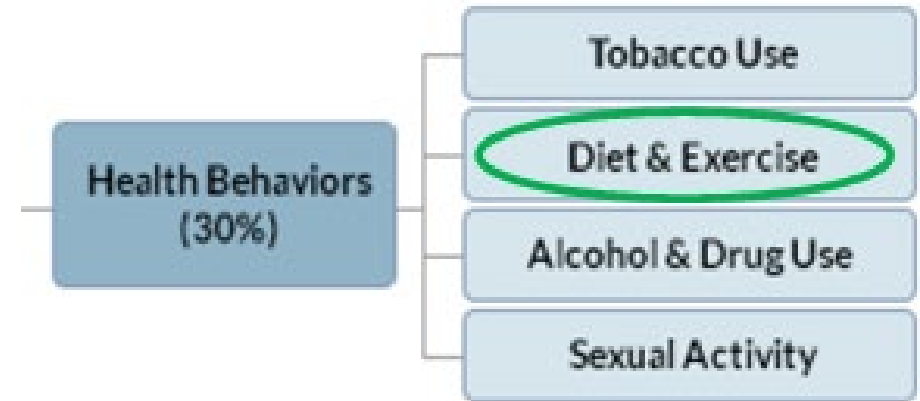 Health Behaviors
(30%)
Tobacco Use
Diet & Exercise
Alcohol & Drug Use
Sexual Activity